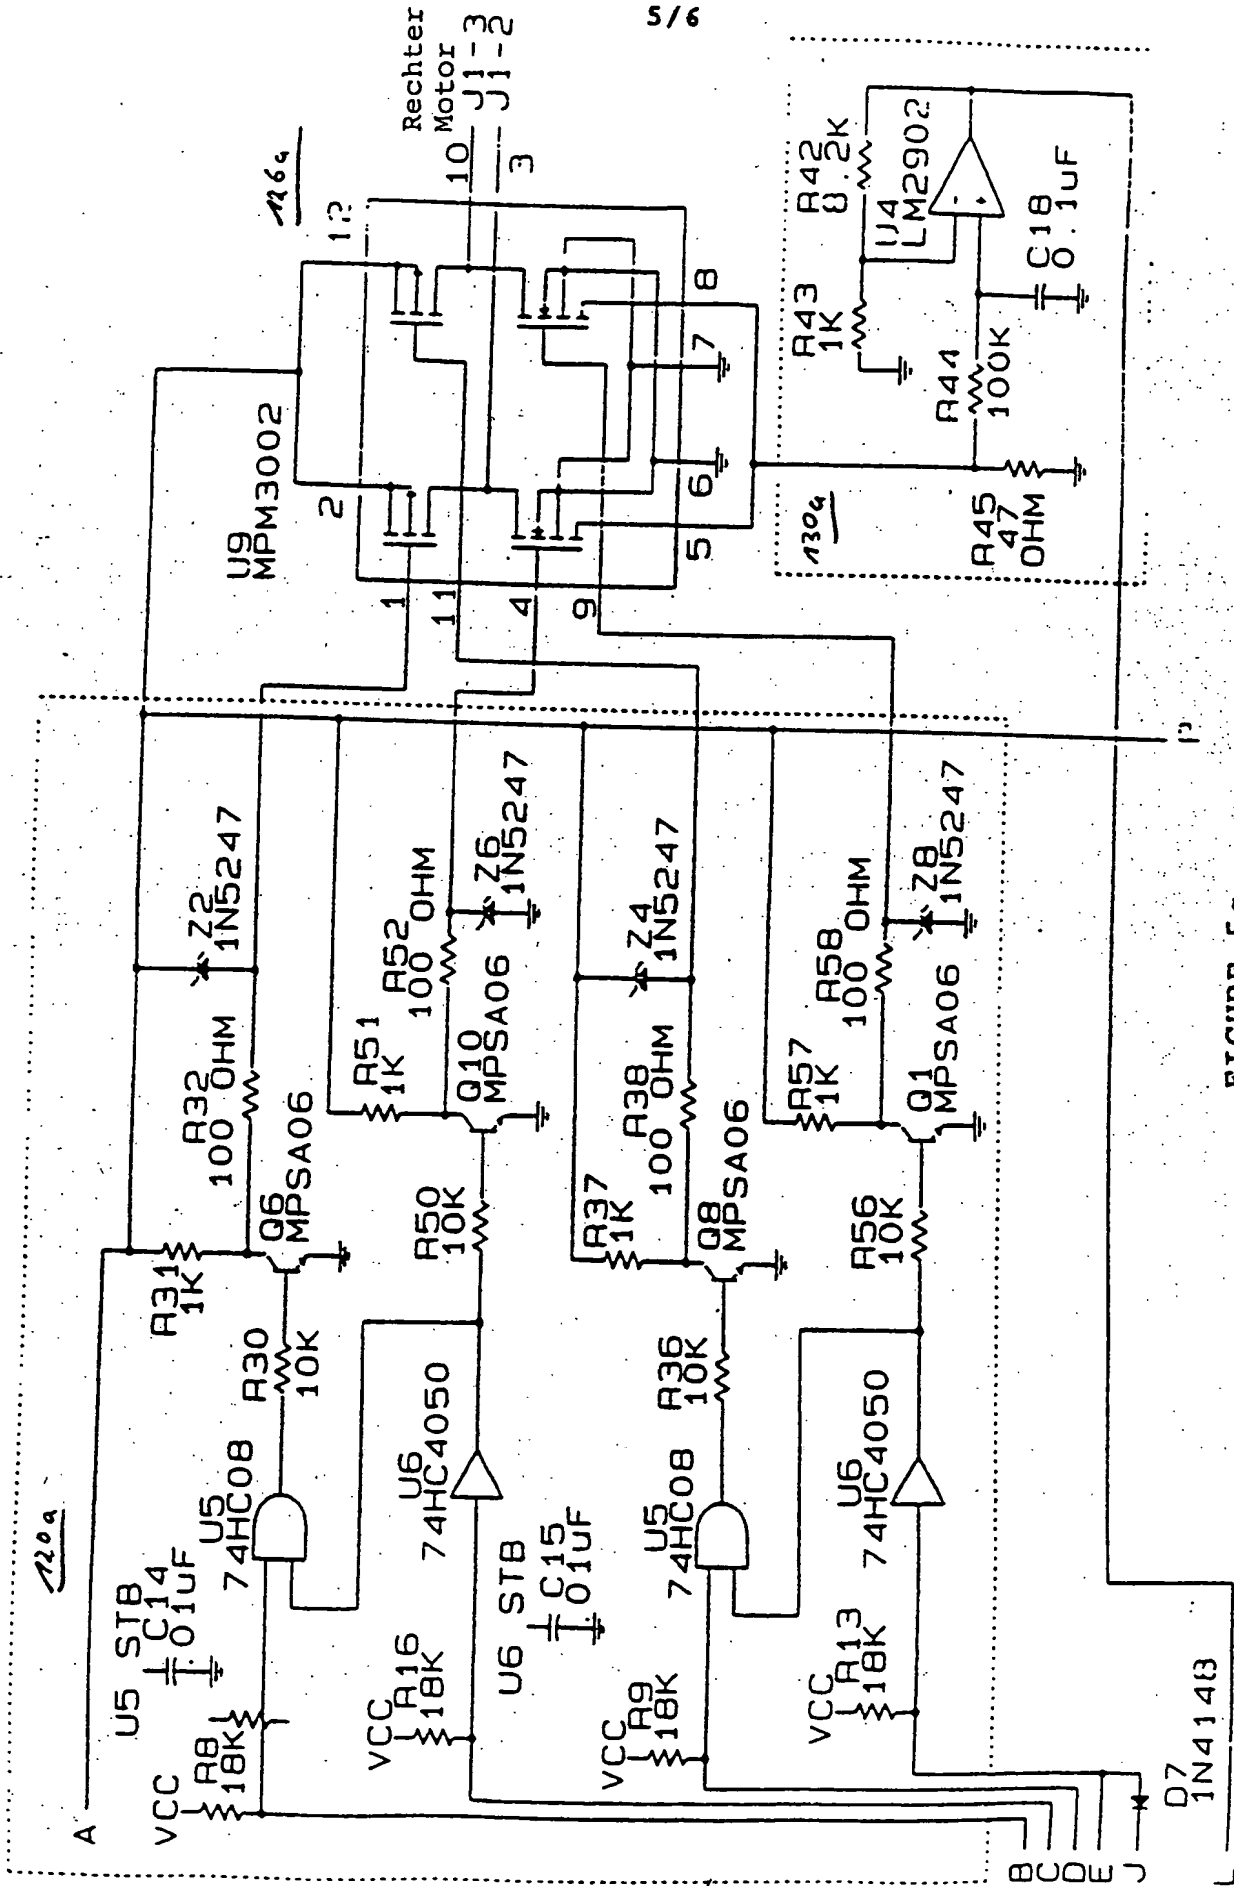 5/6
120a
A
VCC
R8
18K
U5 STB
C14
.01uF
U5
74HC08
R30
10K
R31
1K
Q6
MPSA06
R32
100 OHM
Z2
1N5247
VCC
R16
18K
U6
74HC4050
U6 STB
C15
.01uF
R50
10K
R51
1K
Q10
MPSA06
R52
100 OHM
Z6
1N5247
VCC
R9
18K
U5
74HC08
R36
10K
R37
1K
Q8
MPSA06
R38
100 OHM
Z4
1N5247
VCC
R13
18K
U6
74HC4050
R56
10K
R57
1K
Q1
MPSA06
R58
100 OHM
Z8
1N5247
B
C
D
E
J
L
D7
1N4148
P
126a
U9
MPM3002
1
11
4
9
2
12
5
6
7
8
10
3
Rechter
Motor
J1-3
J1-2
130a
R45
47
OHM
R44
100K
R43
1K
R42
8.2K
U4
LM2902
-
+
C18
0.1uF